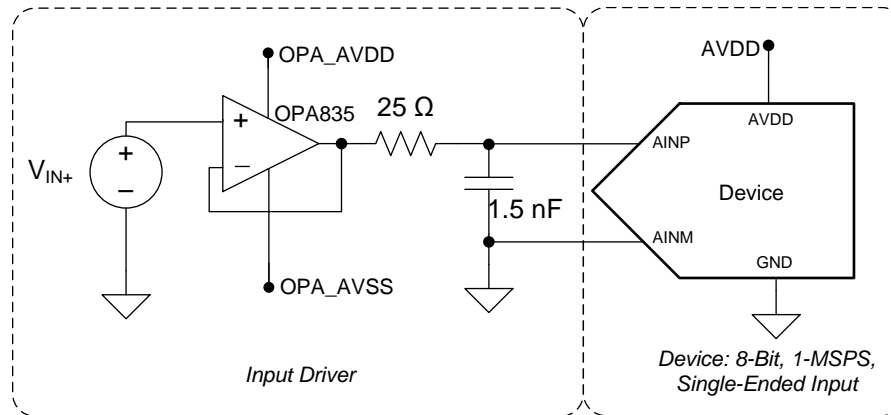 OPA_AVDD
AVDD
OPA835
25 Ω
+
AVDD
+
AINP
VIN+
−
−
Device
1.5 nF
AINM
GND
OPA_AVSS
Input Driver
Device: 8-Bit, 1-MSPS,
Single-Ended Input